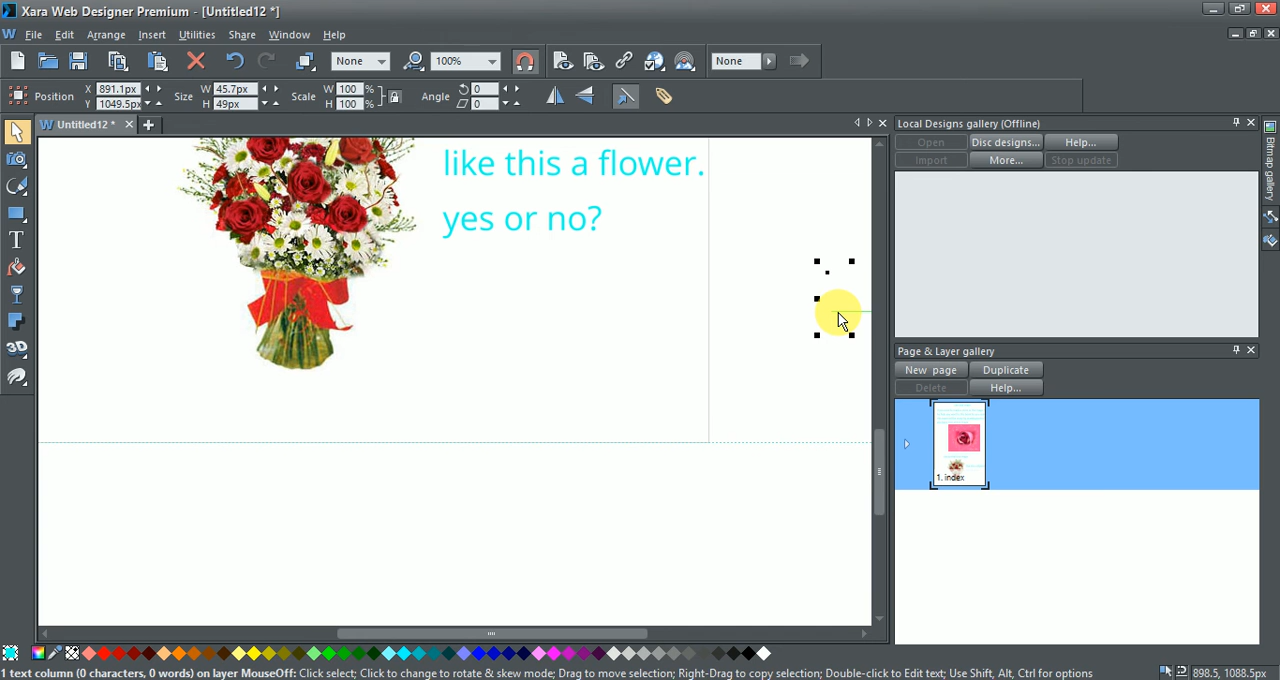 Xara Web Designer Premium - [Untitled12 *]
File Edit Arrange Insert Utilities Share Window Help
None 100% None
Position X 891.1px Y 1049.5px Size W 45.7px H 49px Scale W 100 % H 100 % Angle 0 0
Untitled12 *
like this a flower.
yes or no?
Local Designs gallery (Offline)
Open Disc designs... Help...
Import More... Stop update
Bitmap gallery
Page & Layer gallery
New page Duplicate
Delete Help...
1. index
T
3D
1 text column (0 characters, 0 words) on layer MouseOff: Click select; Click to change to rotate & skew mode; Drag to move selection; Right-Drag to copy selection; Double-click to Edit text; Use Shift, Alt, Ctrl for options
898.5, 1088.5px